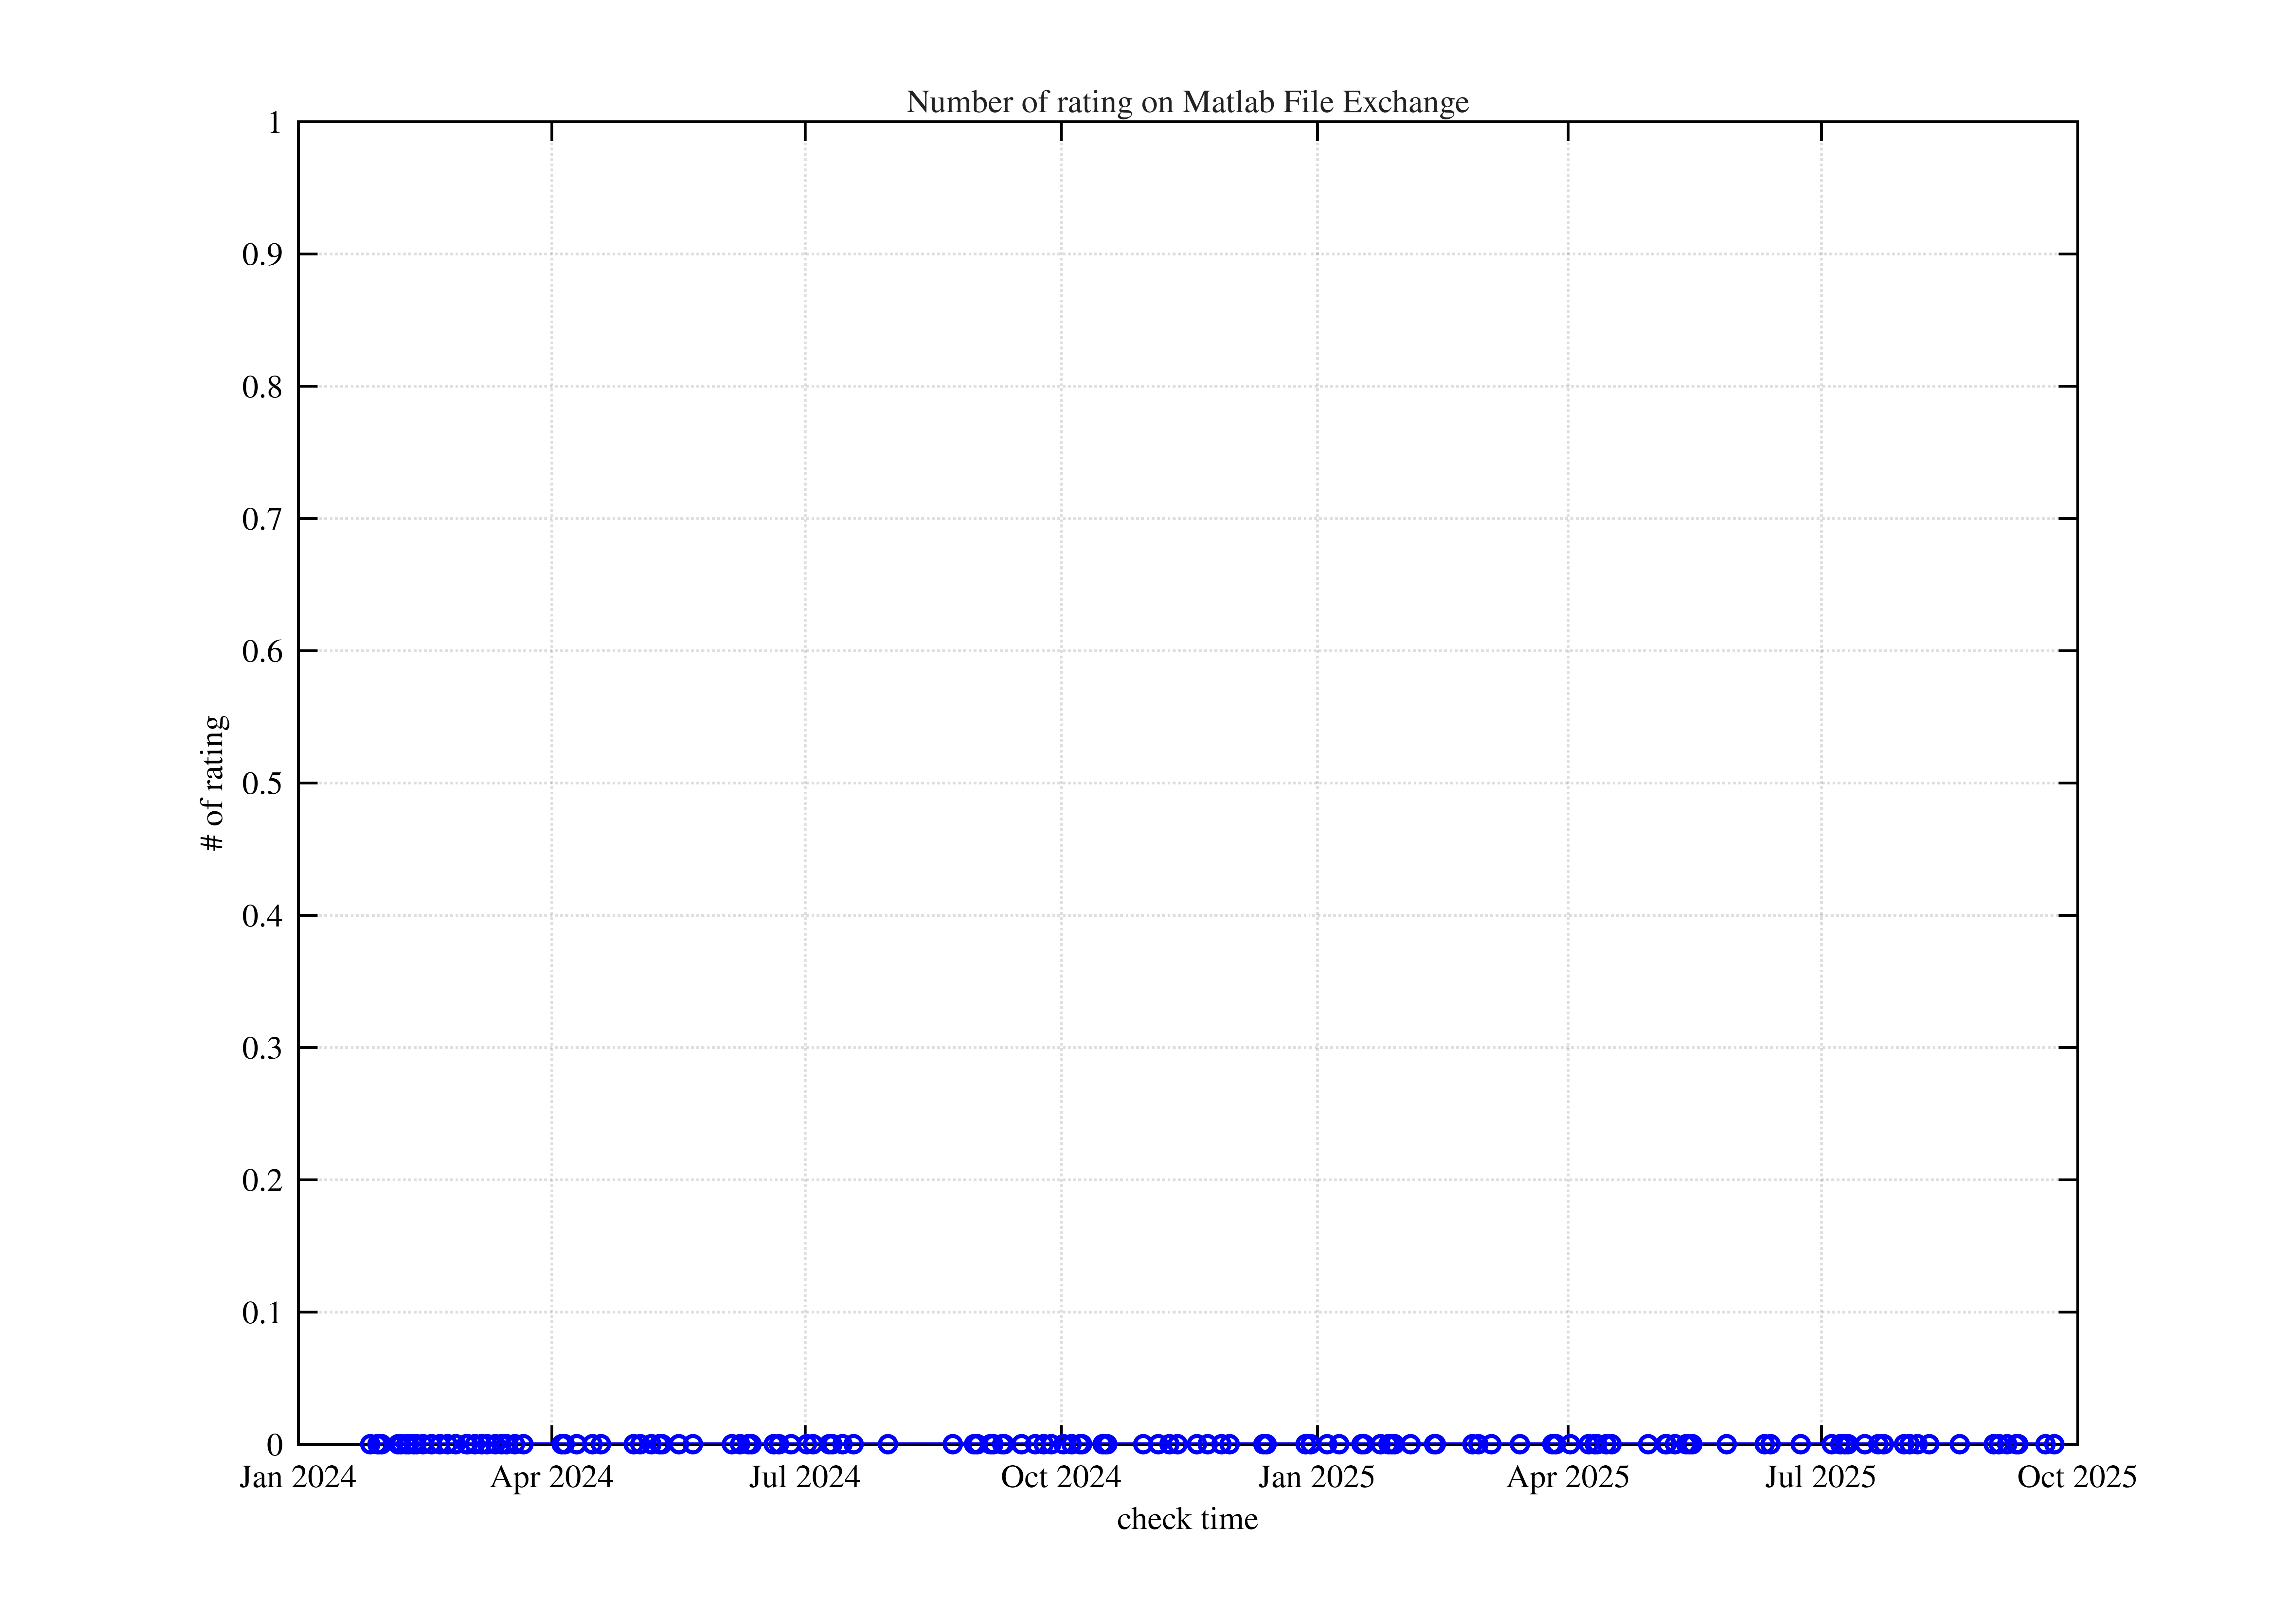 Number of rating on Matlab File Exchange
1
0.9
0.8
0.7
0.6
0.5
0.4
0.3
0.2
0.1
0
# of rating
Jan 2024 Apr 2024 Jul 2024 Oct 2024 Jan 2025 Apr 2025 Jul 2025 Oct 2025
check time